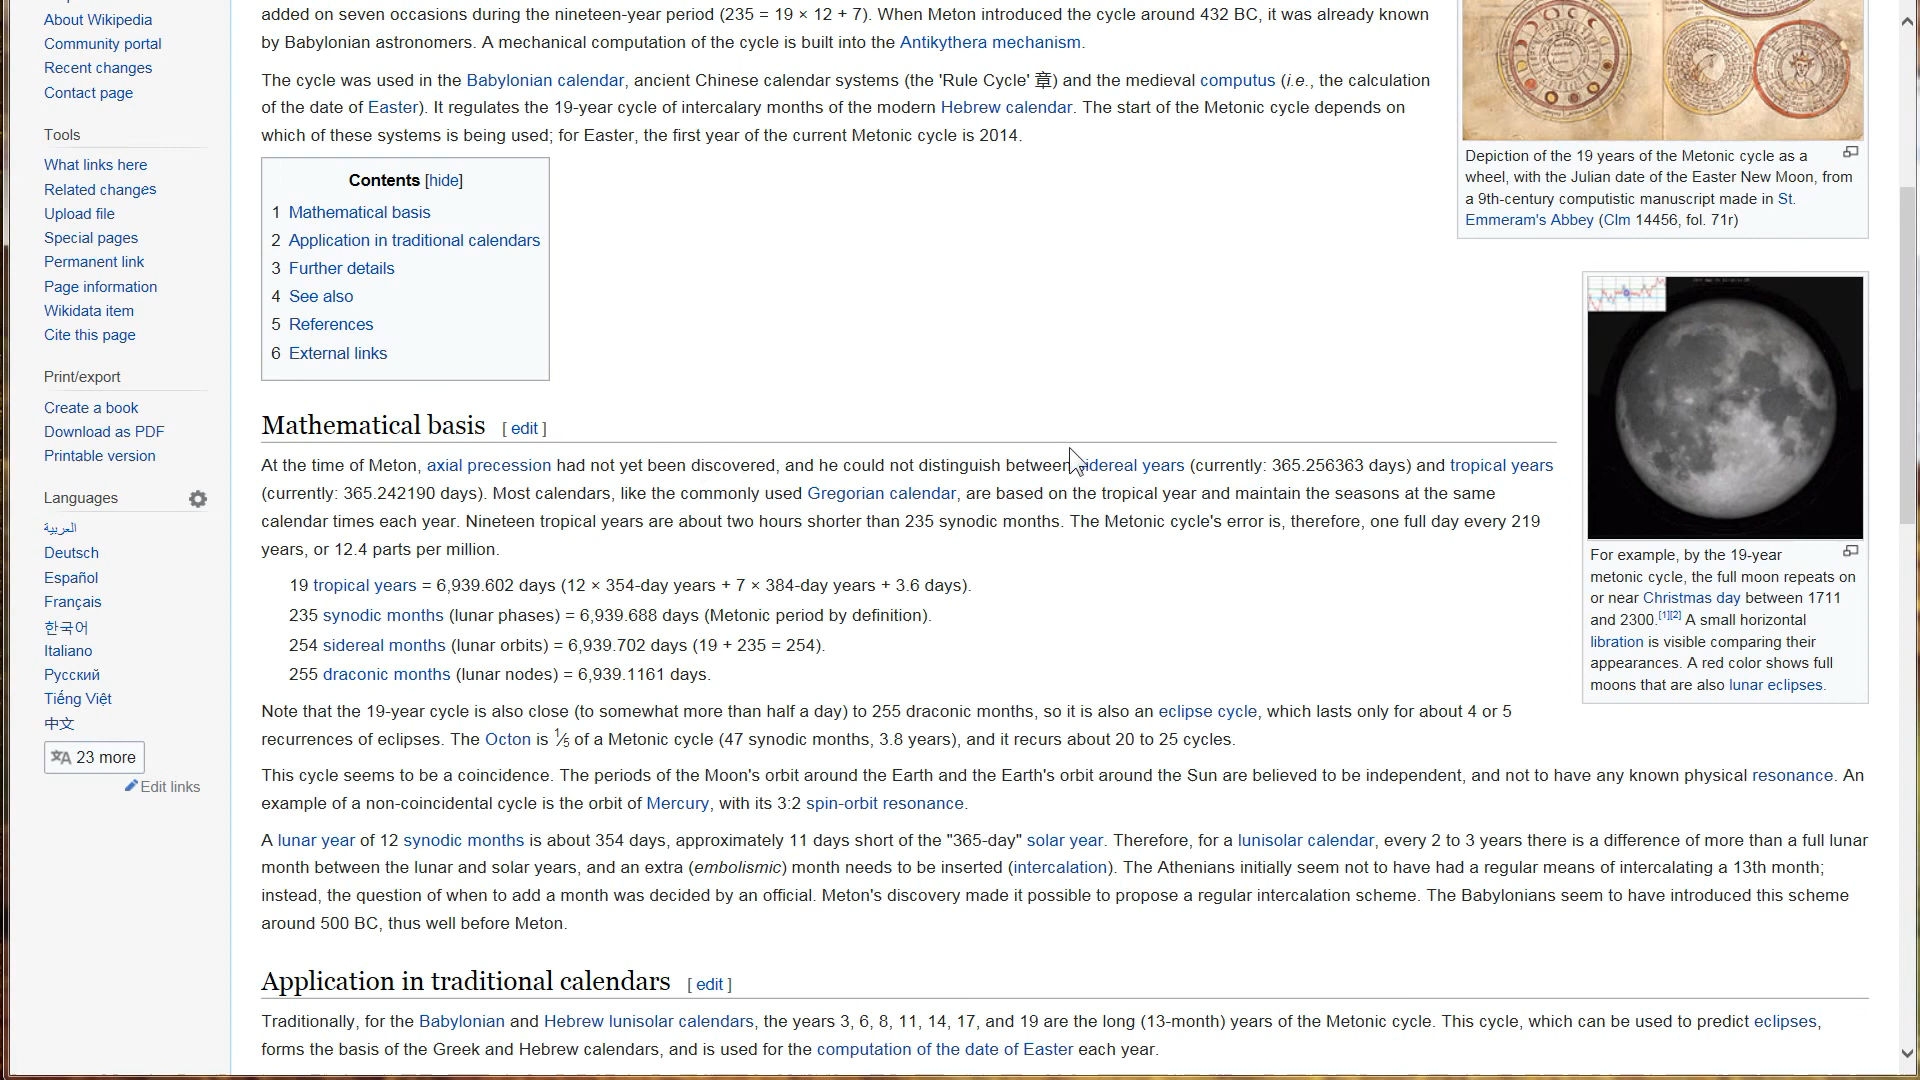 About Wikipedia
Community portal
Recent changes
Contact page
Tools
What links here
Related changes
Upload file
Special pages
Permanent link
Page information
Wikidata item
Cite this page
Print/export
Create a book
Download as PDF
Printable version
Languages
العربية
Deutsch
Español
Français
한국어
Italiano
Русский
Tiếng Việt
中文
23 more
Edit links
added on seven occasions during the nineteen-year period (235 = 19 × 12 + 7). When Meton introduced the cycle around 432 BC, it was already known
by Babylonian astronomers. A mechanical computation of the cycle is built into the Antikythera mechanism.
The cycle was used in the Babylonian calendar, ancient Chinese calendar systems (the 'Rule Cycle' 章) and the medieval computus (i.e., the calculation
of the date of Easter). It regulates the 19-year cycle of intercalary months of the modern Hebrew calendar. The start of the Metonic cycle depends on
which of these systems is being used; for Easter, the first year of the current Metonic cycle is 2014.
Contents [hide]
1 Mathematical basis
2 Application in traditional calendars
3 Further details
4 See also
5 References
6 External links
Depiction of the 19 years of the Metonic cycle as a
wheel, with the Julian date of the Easter New Moon, from
a 9th-century computistic manuscript made in St.
Emmeram's Abbey (Clm 14456, fol. 71r)
For example, by the 19-year
metonic cycle, the full moon repeats on
or near Christmas day between 1711
and 2300.[1][2] A small horizontal
libration is visible comparing their
appearances. A red color shows full
moons that are also lunar eclipses.
Mathematical basis [ edit ]
At the time of Meton, axial precession had not yet been discovered, and he could not distinguish between sidereal years (currently: 365.256363 days) and tropical years
(currently: 365.242190 days). Most calendars, like the commonly used Gregorian calendar, are based on the tropical year and maintain the seasons at the same
calendar times each year. Nineteen tropical years are about two hours shorter than 235 synodic months. The Metonic cycle's error is, therefore, one full day every 219
years, or 12.4 parts per million.
19 tropical years = 6,939.602 days (12 × 354-day years + 7 × 384-day years + 3.6 days).
235 synodic months (lunar phases) = 6,939.688 days (Metonic period by definition).
254 sidereal months (lunar orbits) = 6,939.702 days (19 + 235 = 254).
255 draconic months (lunar nodes) = 6,939.1161 days.
Note that the 19-year cycle is also close (to somewhat more than half a day) to 255 draconic months, so it is also an eclipse cycle, which lasts only for about 4 or 5
recurrences of eclipses. The Octon is 1⁄5 of a Metonic cycle (47 synodic months, 3.8 years), and it recurs about 20 to 25 cycles.
This cycle seems to be a coincidence. The periods of the Moon's orbit around the Earth and the Earth's orbit around the Sun are believed to be independent, and not to have any known physical resonance. An
example of a non-coincidental cycle is the orbit of Mercury, with its 3:2 spin-orbit resonance.
A lunar year of 12 synodic months is about 354 days, approximately 11 days short of the "365-day" solar year. Therefore, for a lunisolar calendar, every 2 to 3 years there is a difference of more than a full lunar
month between the lunar and solar years, and an extra (embolismic) month needs to be inserted (intercalation). The Athenians initially seem not to have had a regular means of intercalating a 13th month;
instead, the question of when to add a month was decided by an official. Meton's discovery made it possible to propose a regular intercalation scheme. The Babylonians seem to have introduced this scheme
around 500 BC, thus well before Meton.
Application in traditional calendars [ edit ]
Traditionally, for the Babylonian and Hebrew lunisolar calendars, the years 3, 6, 8, 11, 14, 17, and 19 are the long (13-month) years of the Metonic cycle. This cycle, which can be used to predict eclipses,
forms the basis of the Greek and Hebrew calendars, and is used for the computation of the date of Easter each year.